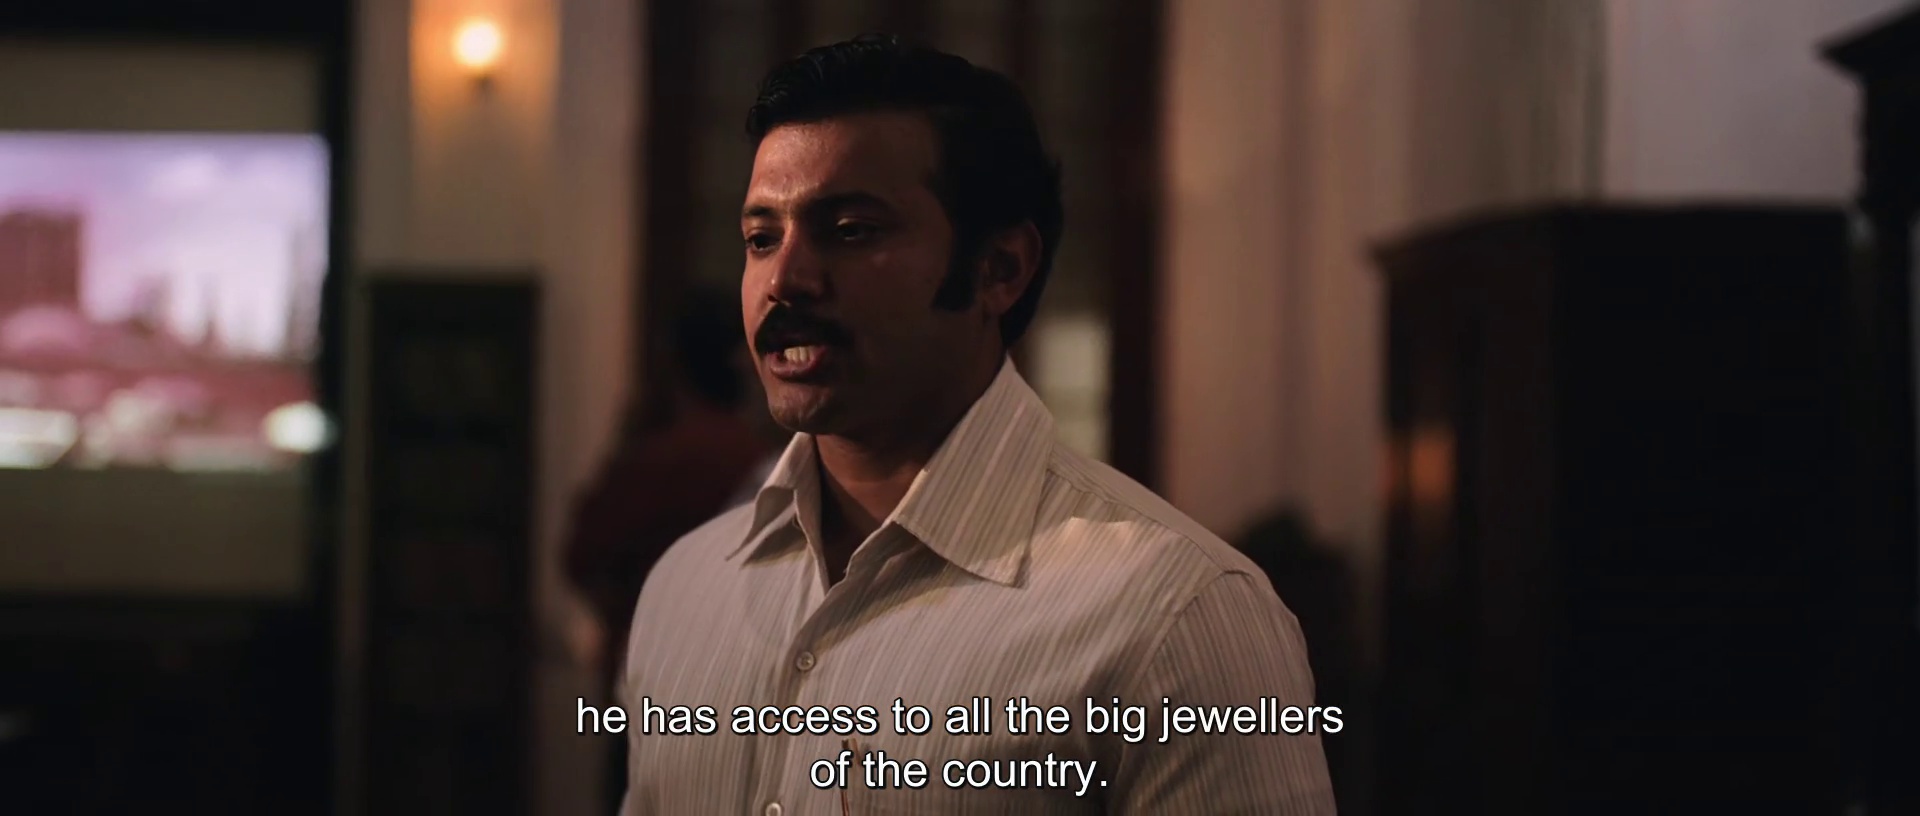 he has access to all the big jewellers
of the country.